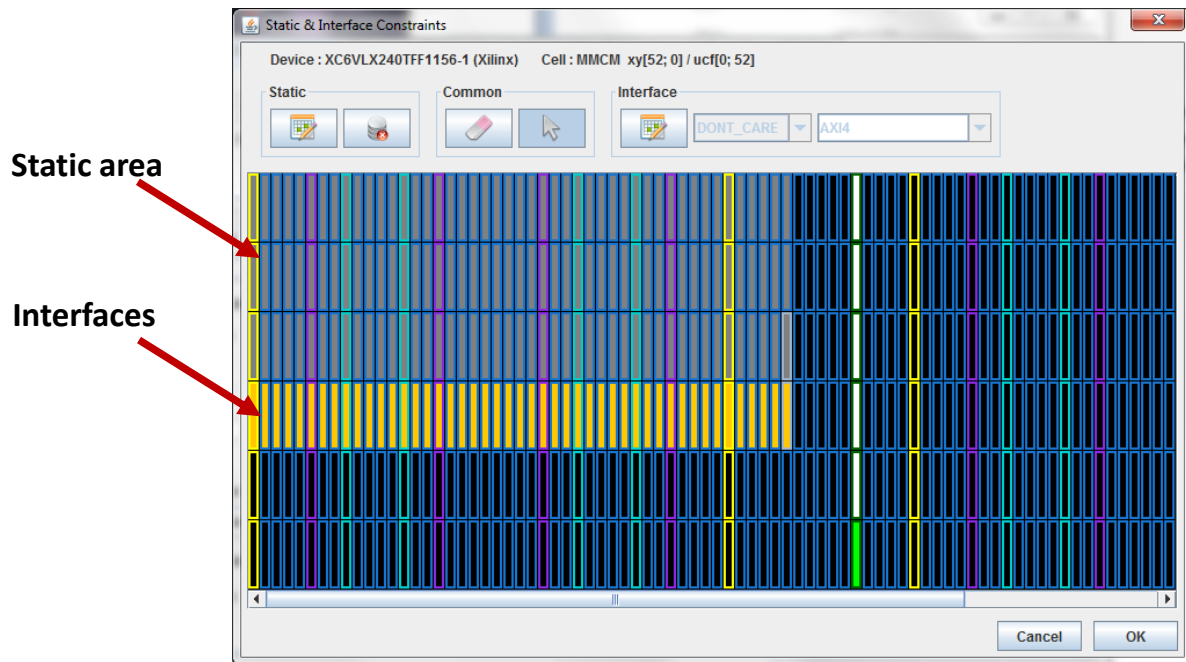 Static & Interface Constraints
Device : XC6VLX240TFF1156-1 (Xilinx) Cell : MMCM xy[52; 0] / ucf[0; 52]
Static Common Interface
DONT_CARE AXI4
Static area
Interfaces
Cancel OK